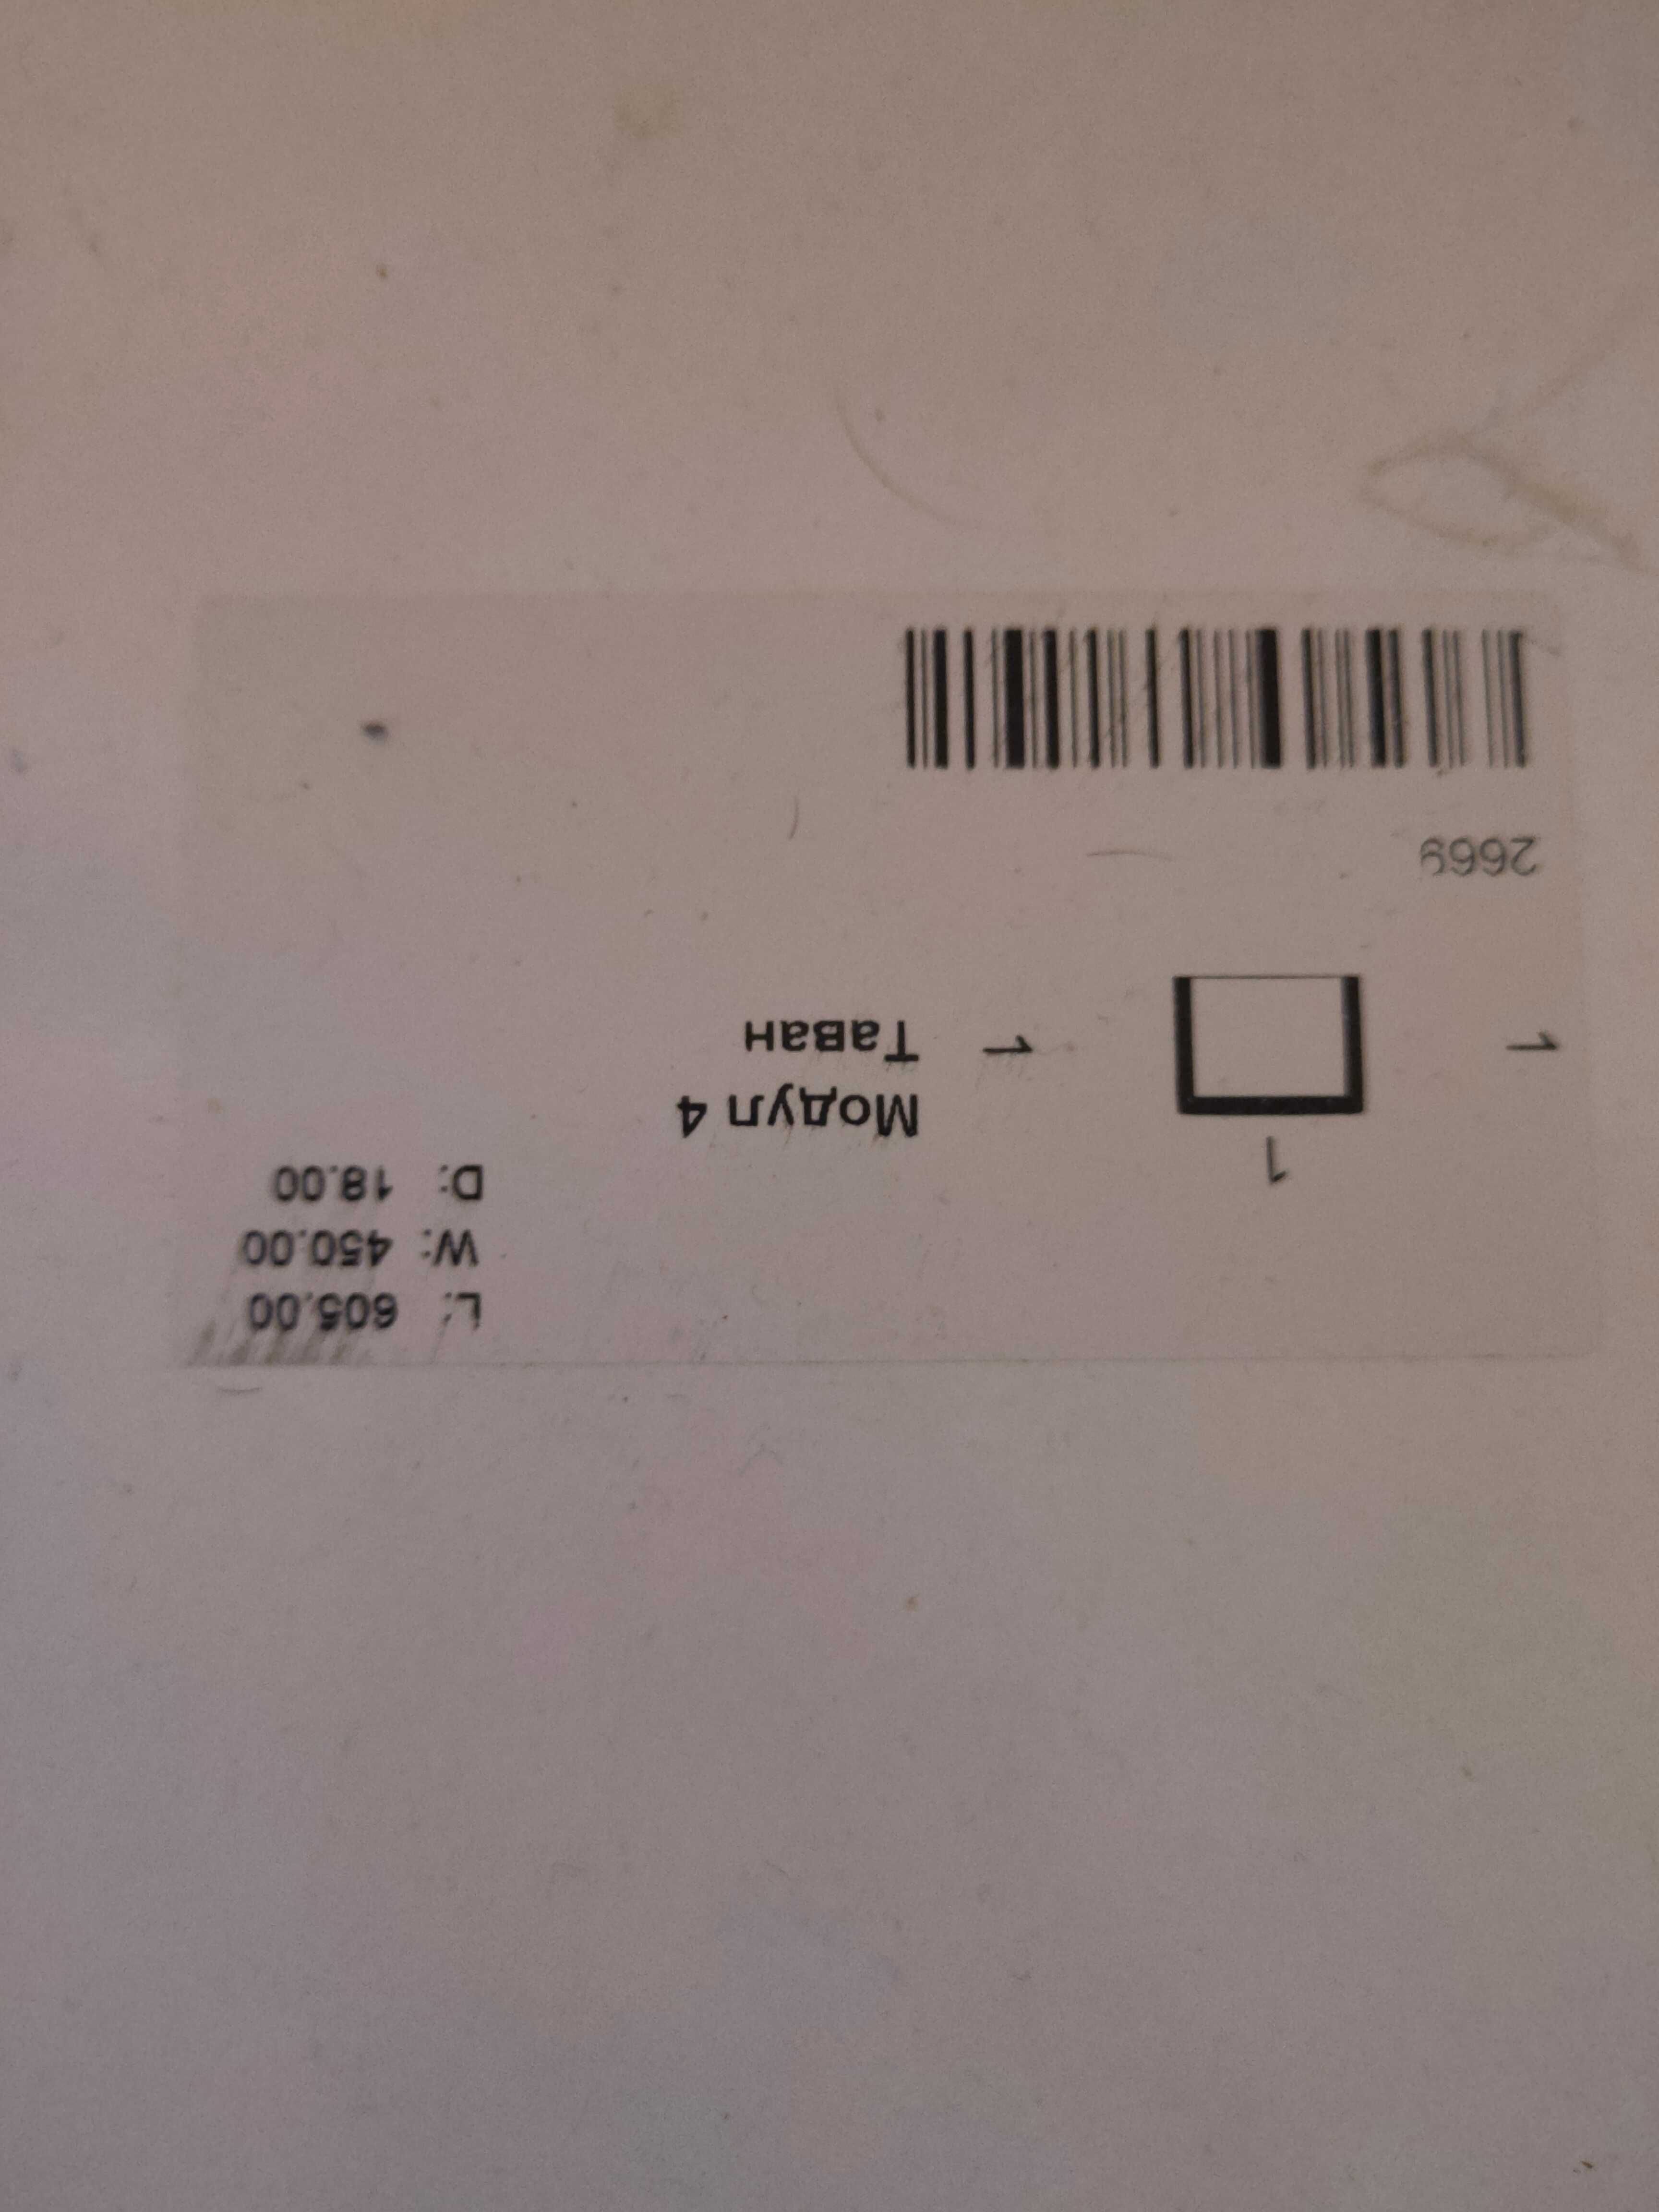 L: 605.00
W: 450.00
D: 18.00
1
Модул 4
Таван
1
1
2669